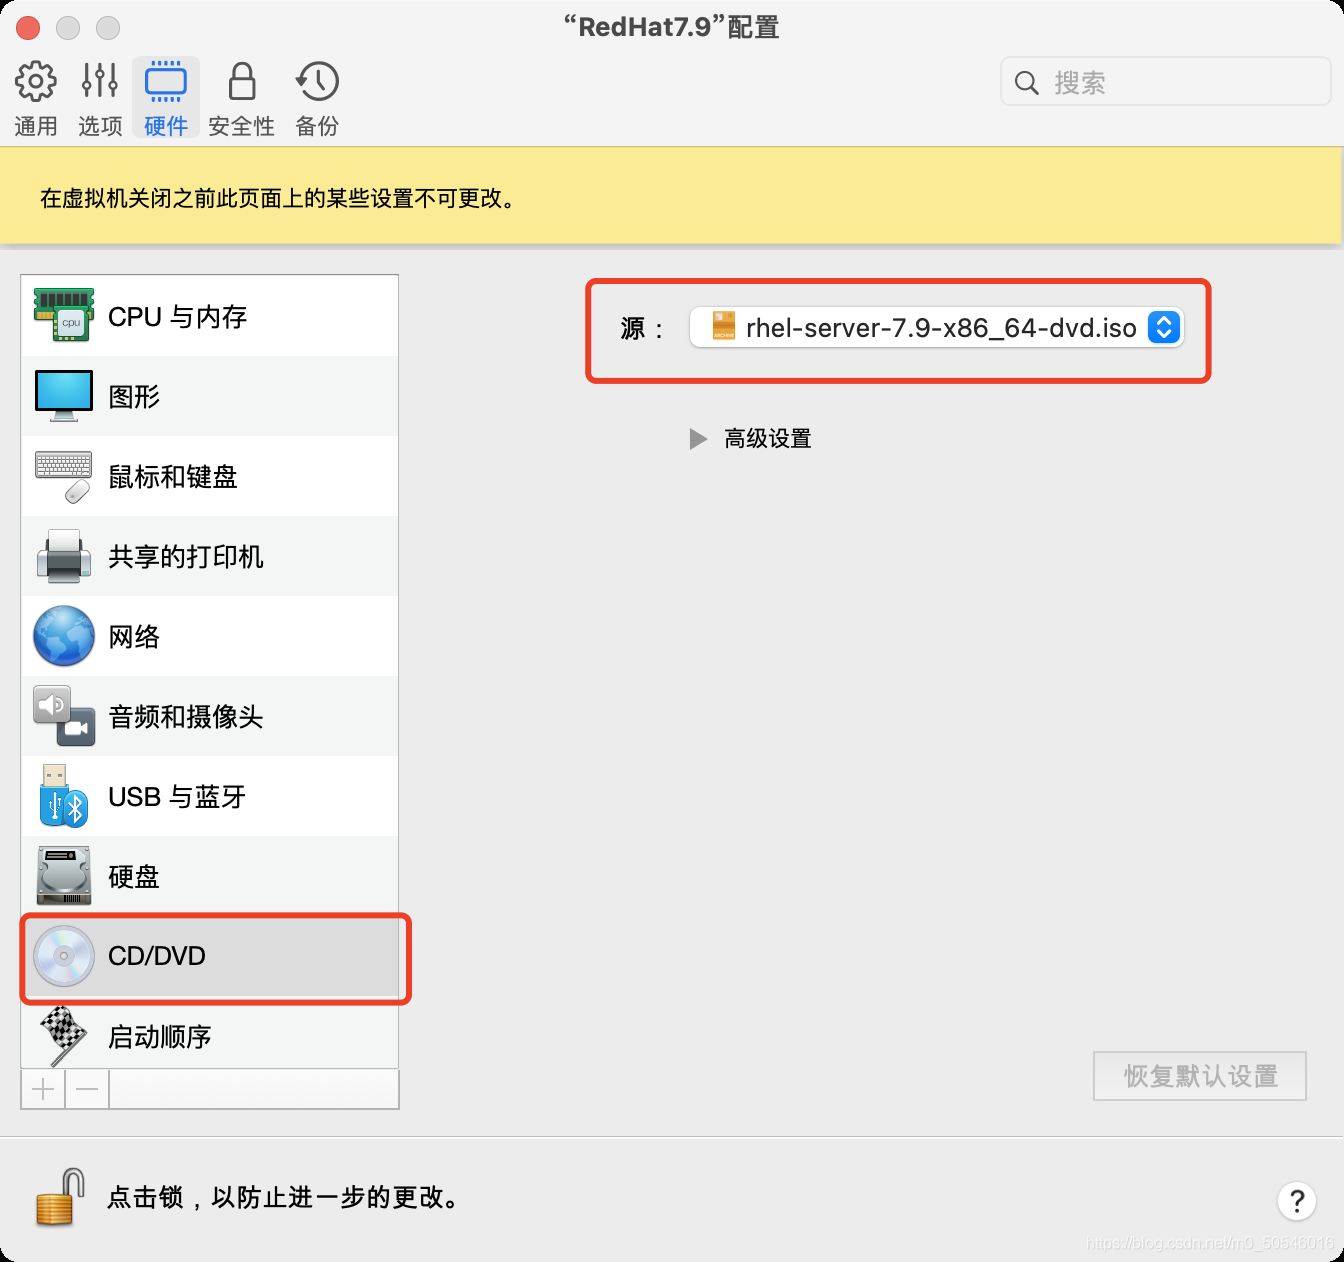 “RedHat7.9”配置
通用 选项 硬件 安全性 备份
搜索
在虚拟机关闭之前此页面上的某些设置不可更改。
CPU 与内存
cpu
图形
鼠标和键盘
共享的打印机
网络
音频和摄像头
USB 与蓝牙
硬盘
CD/DVD
启动顺序
源：
rhel-server-7.9-x86_64-dvd.iso
高级设置
恢复默认设置
点击锁，以防止进一步的更改。
?
https://blog.csdn.net/m0_50546016